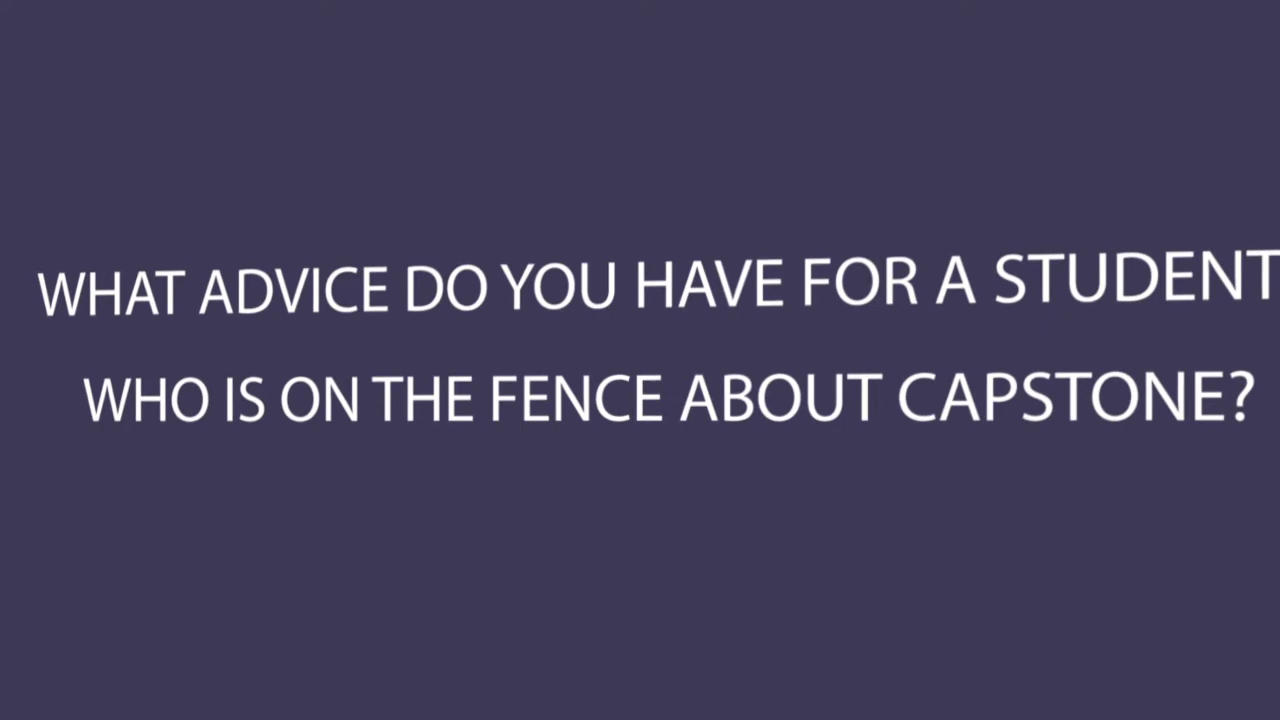 WHAT ADVICE DO YOU HAVE FOR A STUDENT
WHO IS ON THE FENCE ABOUT CAPSTONE?